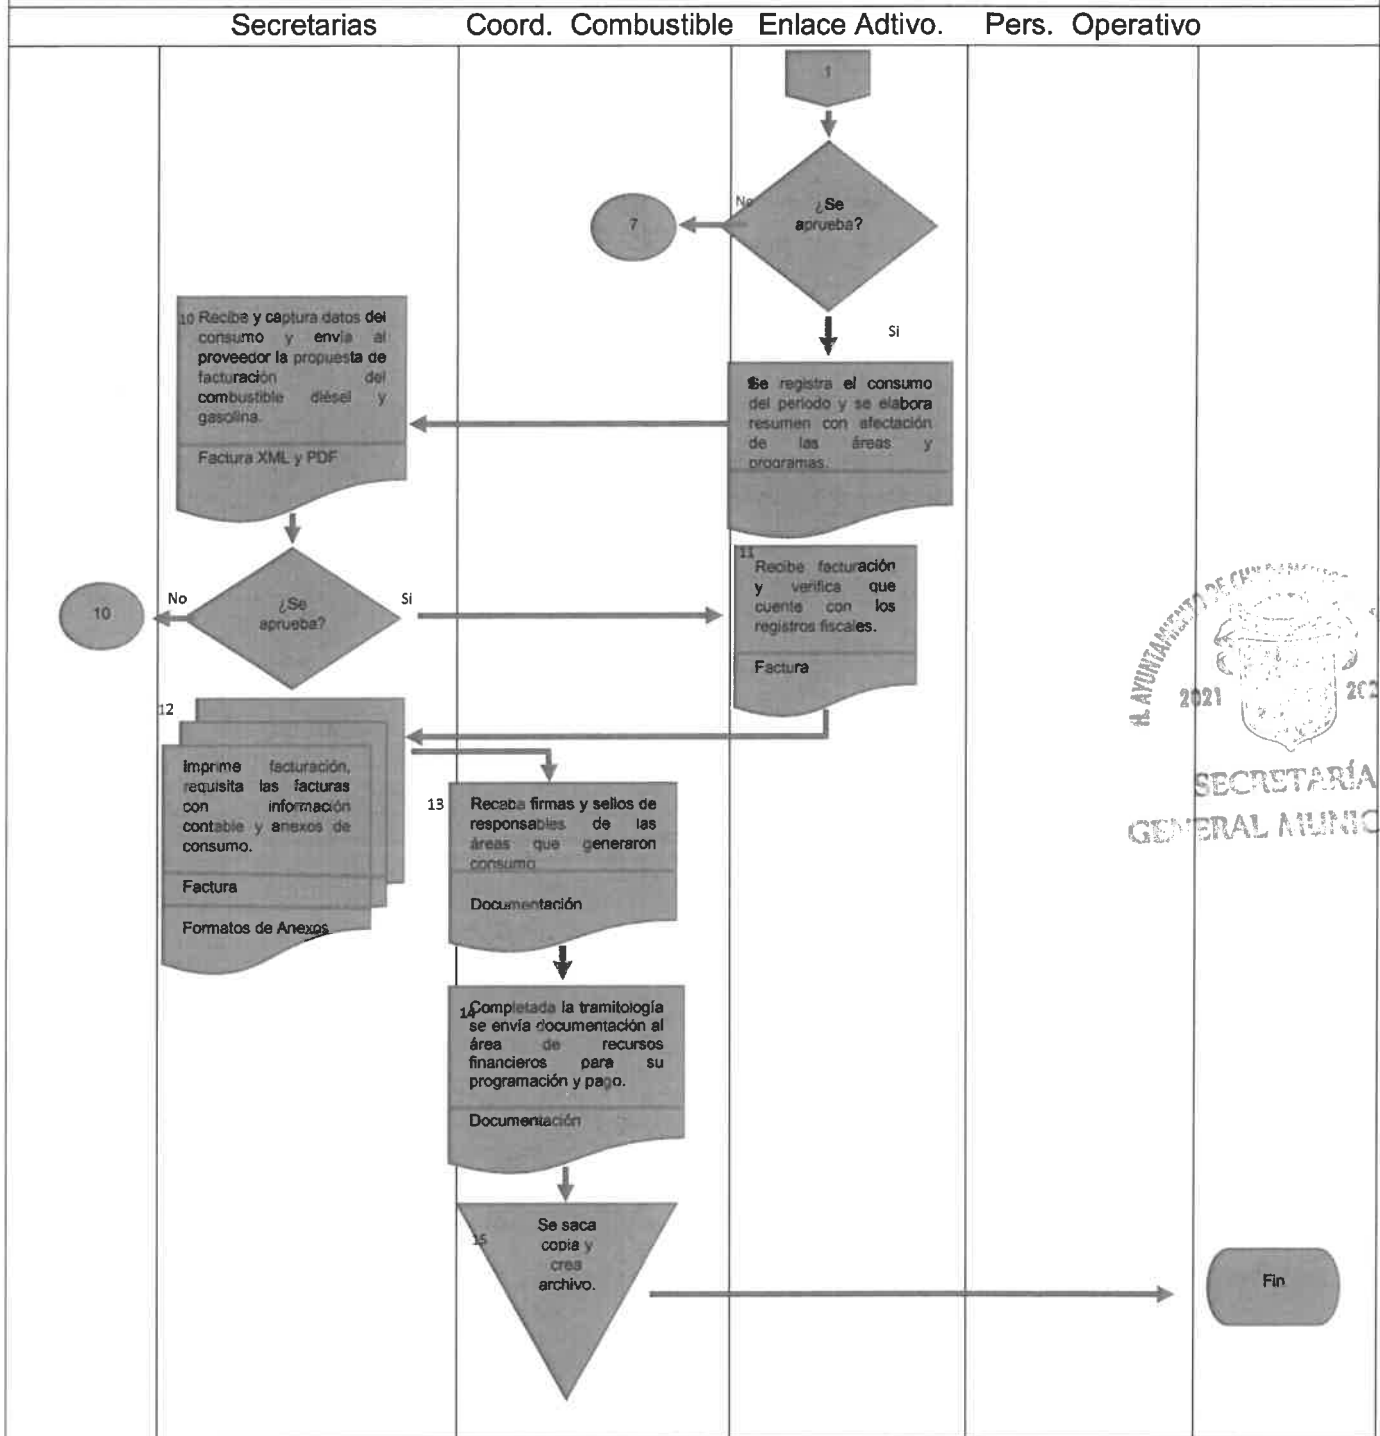 Secretarias
Coord. Combustible
Enlace Adtivo.
Pers. Operativo
1
¿Se
aprueba?
No
7
Si
Se registra el consumo
del periodo y se elabora
resumen con afectación
de las áreas y
programas.
10 Recibe y captura datos del
consumo y envía al
proveedor la propuesta de
facturación del
combustible diésel y
gasolina.
Factura XML y PDF
¿Se
aprueba?
No
10
Si
11
Recibe facturación
y verifica que
cuente con los
registros fiscales.
Factura
12
Imprime facturación,
requisita las facturas
con información
contable y anexos de
consumo.
Factura
Formatos de Anexos
13
Recaba firmas y sellos de
responsables de las
áreas que generaron
consumo
Documentación
14
Completada la tramitología
se envía documentación al
área de recursos
financieros para su
programación y pago.
Documentación
15
Se saca
copia y
crea
archivo.
Fin
H. AYUNTAMIENTO DE
2021
SECRETARÍA
GENERAL MUNIC